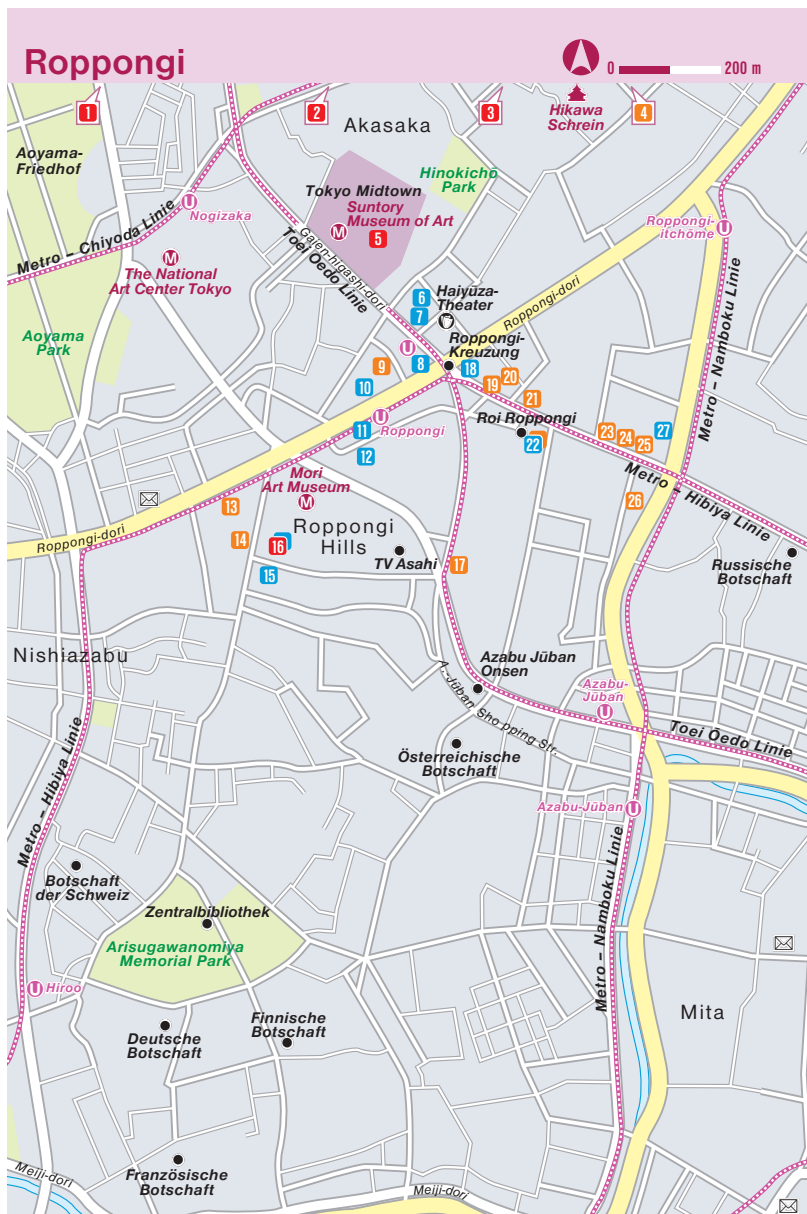 Roppongi
0 200 m
1
2
3
Hikawa
Schrein
4
Akasaka
Aoyama-
Friedhof
Hinokichō
Park
Tokyo Midtown
Suntory
Museum of Art
5
Nogizaka
Metro – Chiyoda Linie
The National
Art Center Tokyo
Gaien-higashi-dori
Toei Oedo Linie
Roppongi-
itchōme
Metro – Namboku Linie
Aoyama
Park
6
7
Haiyūza-
Theater
Roppongi-dori
Roppongi-
Kreuzung
8
18
9
10
19
20
21
11
Roppongi
12
Roi Roppongi
22
23
24
25
27
Metro – Hibiya Linie
26
Mori
Art Museum
13
14
16
15
Roppongi
Hills
TV Asahi
17
Roppongi-dori
Russische
Botschaft
Nishiazabu
Azabu Jūban
Onsen
A.-Jūban Shopping Str.
Azabu-
Jūban
Toei Oedo Linie
Österreichische
Botschaft
Azabu-Jūban
Metro – Hibiya Linie
Metro – Namboku Linie
Botschaft
der Schweiz
Zentralbibliothek
Arisugawanomiya
Memorial Park
Hiroo
Mita
Deutsche
Botschaft
Finnische
Botschaft
Französische
Botschaft
Meiji-dori
Meiji-dori